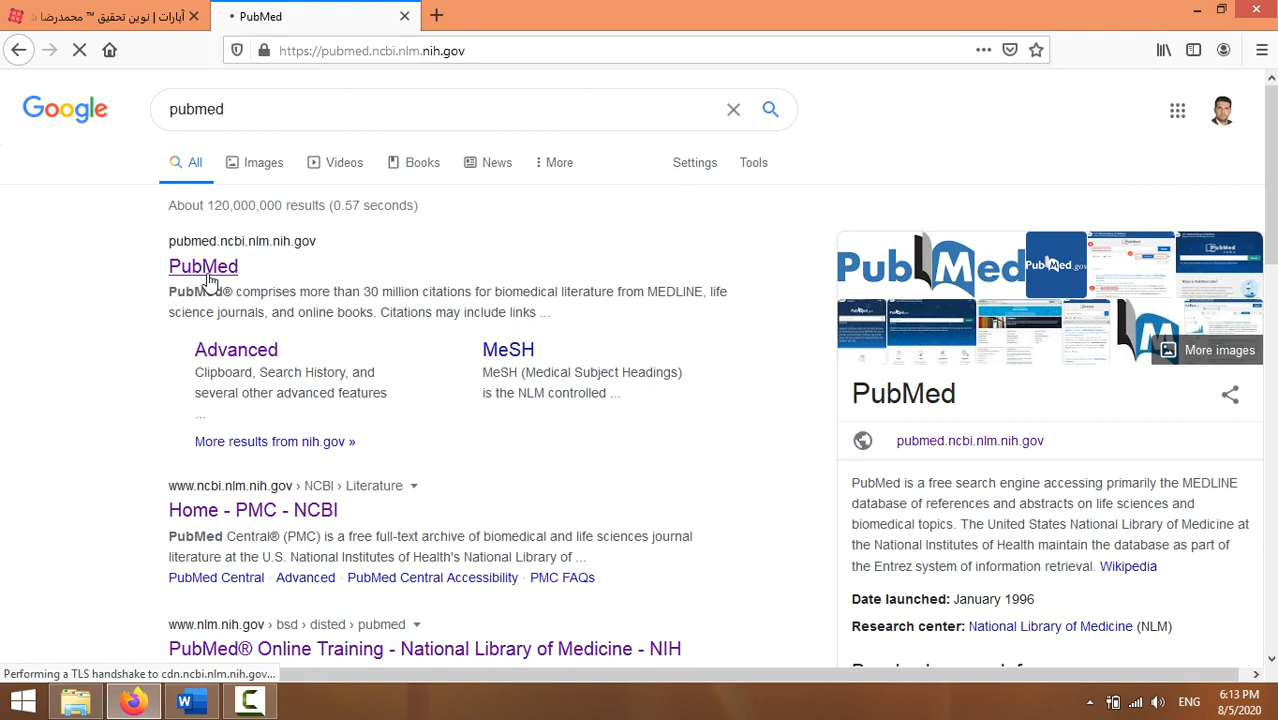 آپارات | نوین تحقیق ™ محمدرضا
PubMed
https://pubmed.ncbi.nlm.nih.gov
Google
pubmed
All Images Videos Books News More Settings Tools
About 120,000,000 results (0.57 seconds)
pubmed.ncbi.nlm.nih.gov
PubMed
PubMed® comprises more than 30 million for biomedical literature from MEDLINE, life
science journals, and online books. Citations may include links ...
Advanced
Clipboard, Search History, and
several other advanced features
...
MeSH
MeSH (Medical Subject Headings)
is the NLM controlled ...
More results from nih.gov »
www.ncbi.nlm.nih.gov › NCBI › Literature
Home - PMC - NCBI
PubMed Central® (PMC) is a free full-text archive of biomedical and life sciences journal
literature at the U.S. National Institutes of Health's National Library of ...
PubMed Central · Advanced · PubMed Central Accessibility · PMC FAQs
www.nlm.nih.gov › bsd › disted › pubmed
PubMed® Online Training - National Library of Medicine - NIH
PubMed
PubMed.gov
More images
PubMed
pubmed.ncbi.nlm.nih.gov
PubMed is a free search engine accessing primarily the MEDLINE
database of references and abstracts on life sciences and
biomedical topics. The United States National Library of Medicine at
the National Institutes of Health maintain the database as part of
the Entrez system of information retrieval. Wikipedia
Date launched: January 1996
Research center: National Library of Medicine (NLM)
Performing a TLS handshake to cdn.ncbi.nlm.nih.gov...
ENG
6:13 PM
8/5/2020